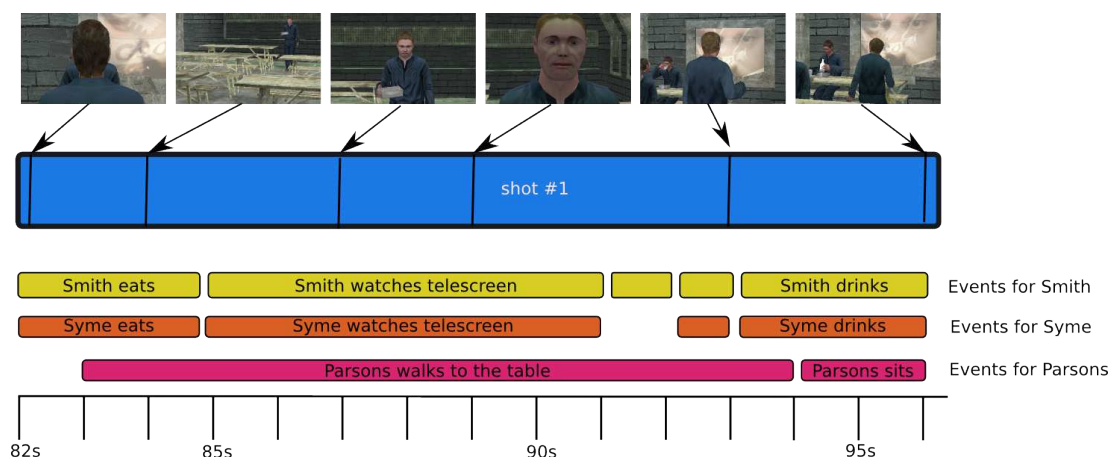 shot #1
Smith eats
Smith watches telescreen
Smith drinks
Events for Smith
Syme eats
Syme watches telescreen
Syme drinks
Events for Syme
Parsons walks to the table
Parsons sits
Events for Parsons
82s
85s
90s
95s